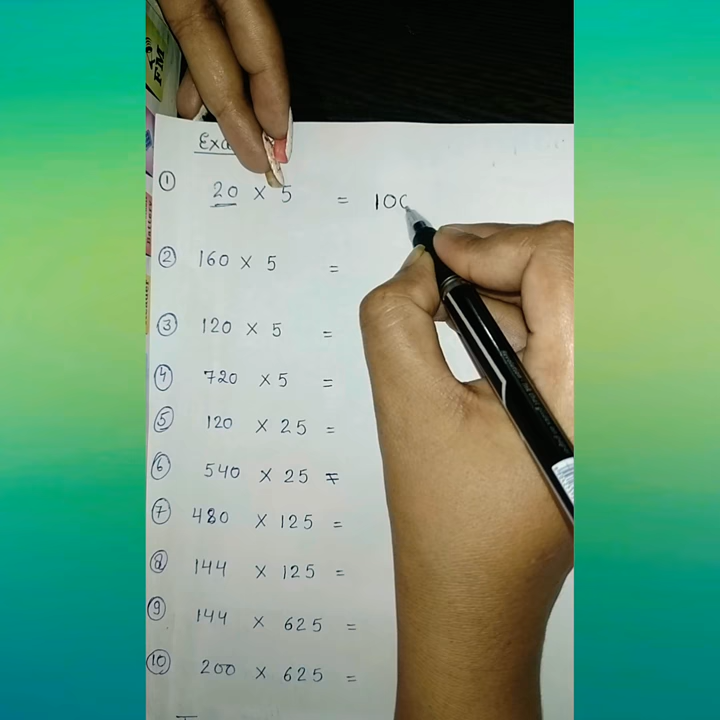 Exa
① 20 × 5 = 100
② 160 × 5 =
③ 120 × 5 =
④ 720 × 5 =
⑤ 120 × 25 =
⑥ 540 × 25 =
⑦ 480 × 125 =
⑧ 144 × 125 =
⑨ 144 × 625 =
⑩ 200 × 625 =
FM